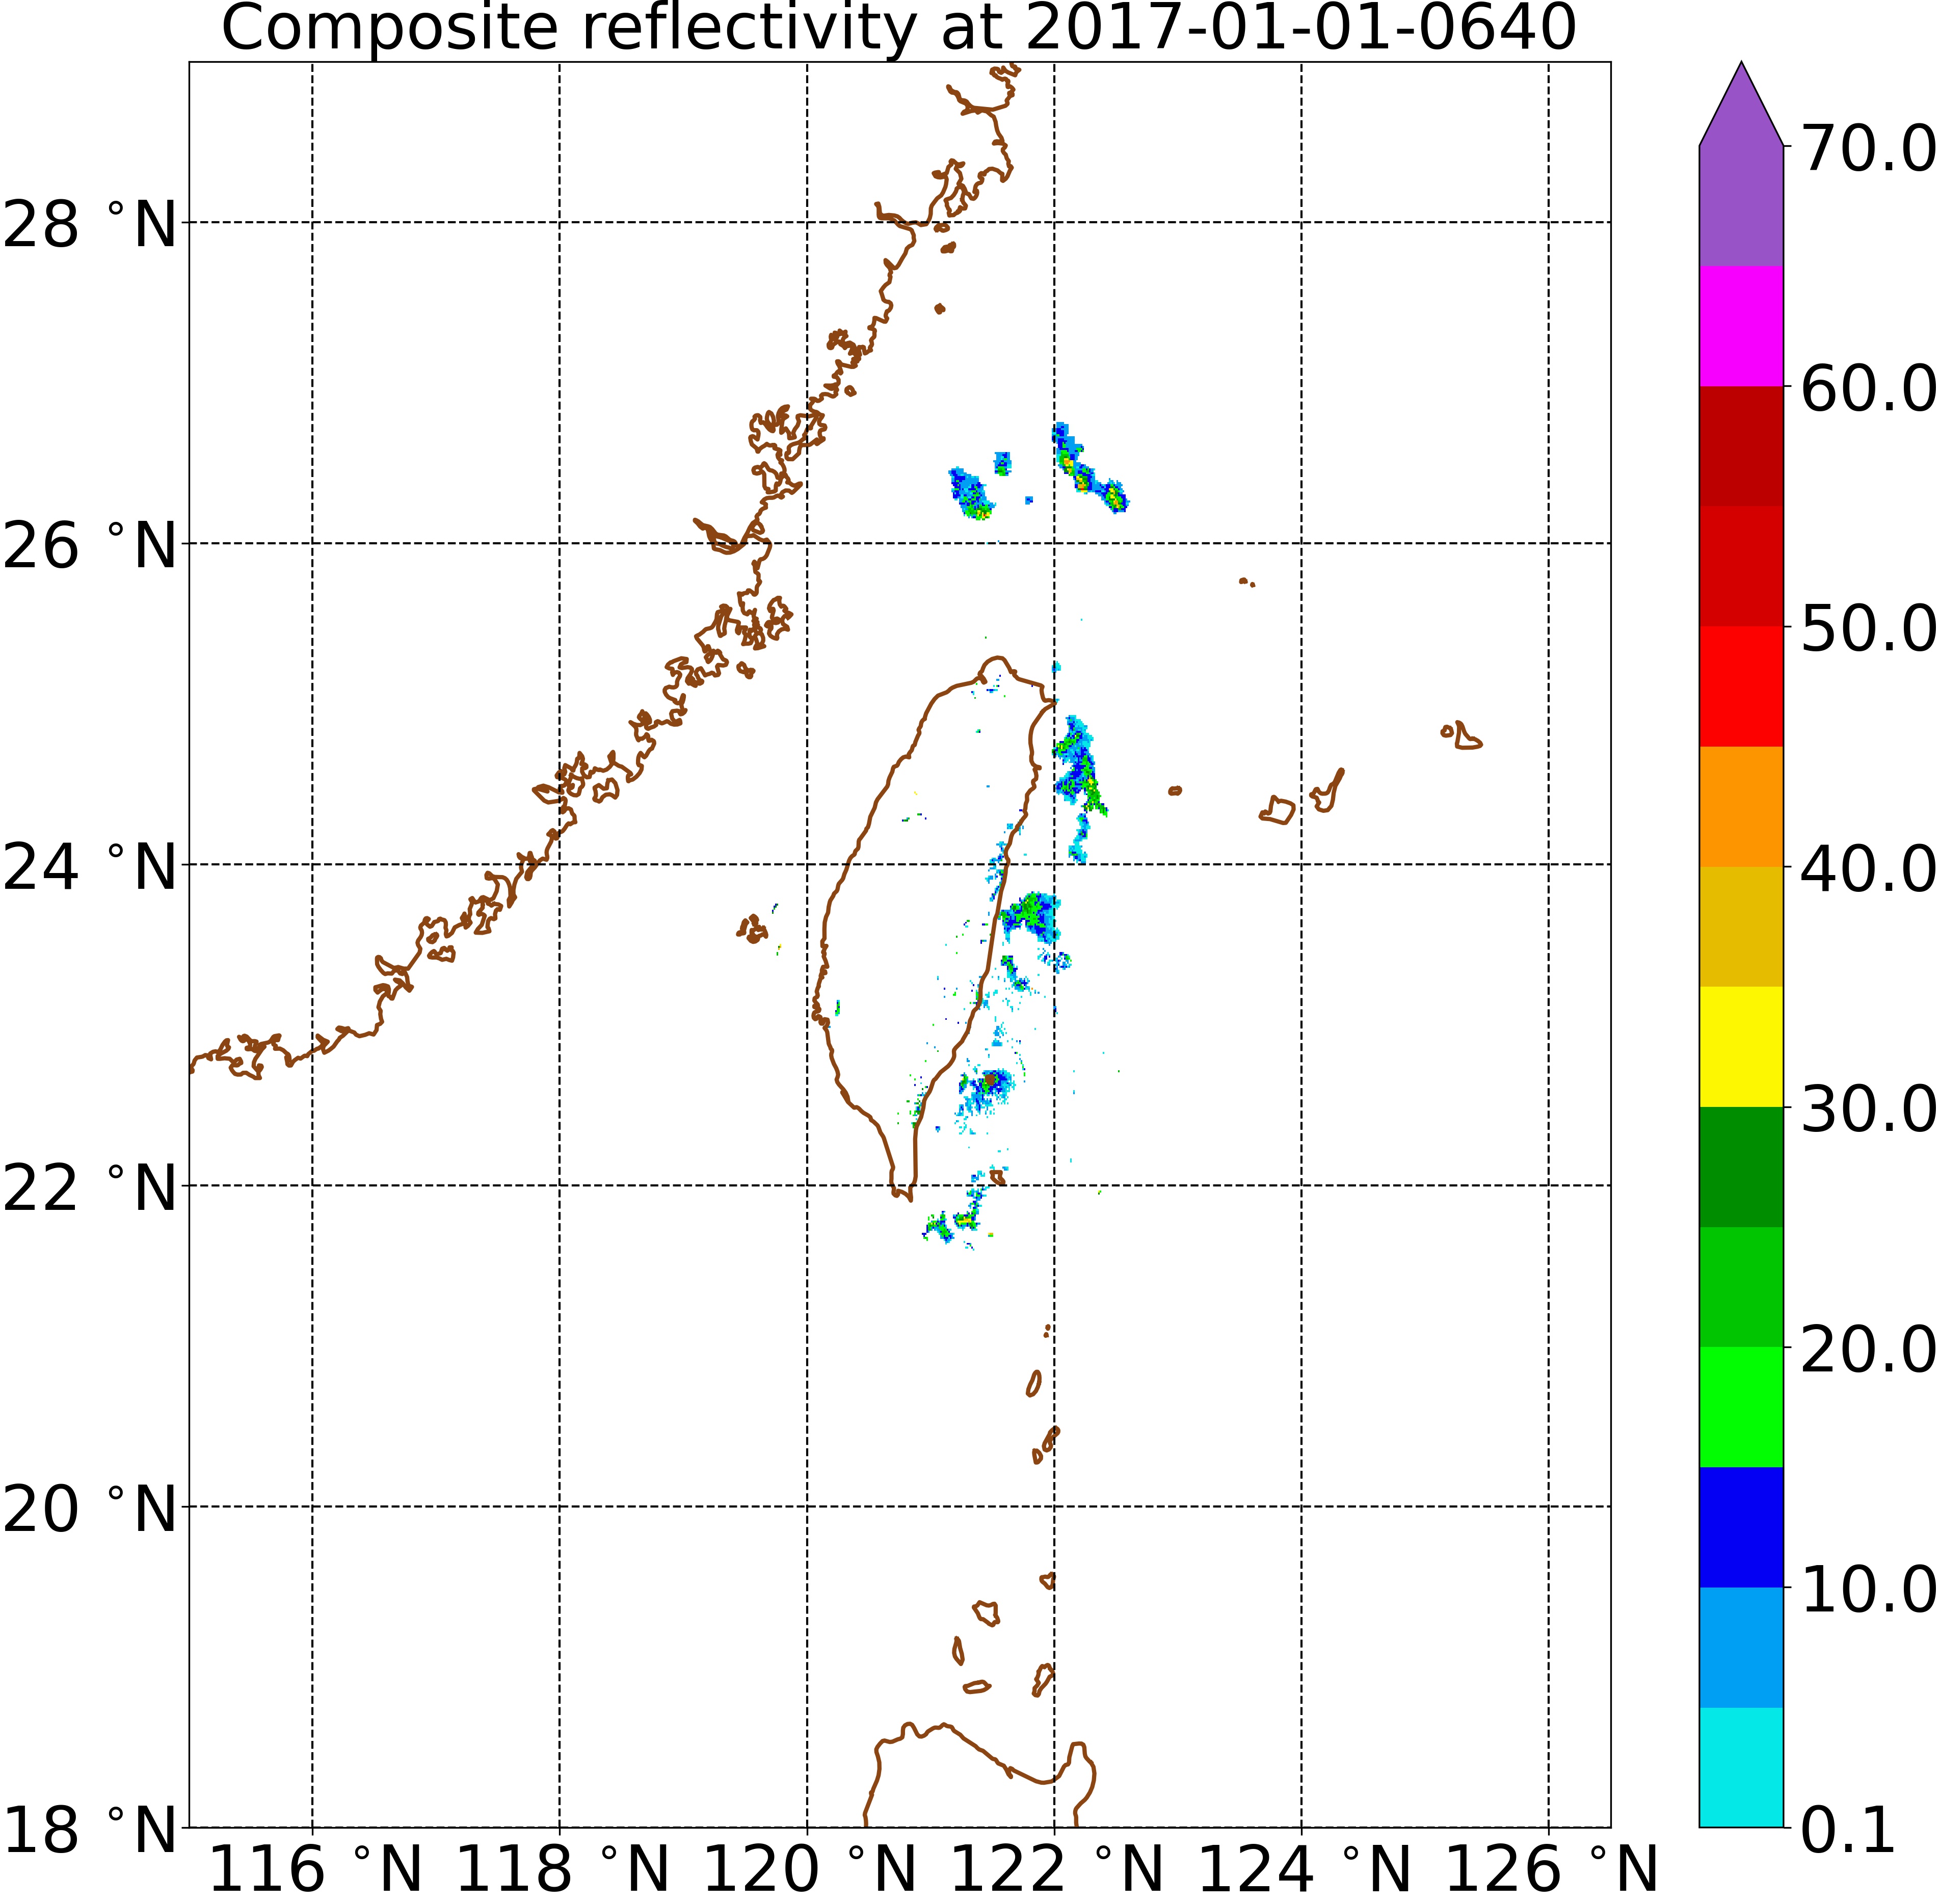 Composite reflectivity at 2017-01-01-0640
28 °N
26 °N
24 °N
22 °N
20 °N
18 °N
116 °N 118 °N 120 °N 122 °N 124 °N 126 °N
70.0
60.0
50.0
40.0
30.0
20.0
10.0
0.1